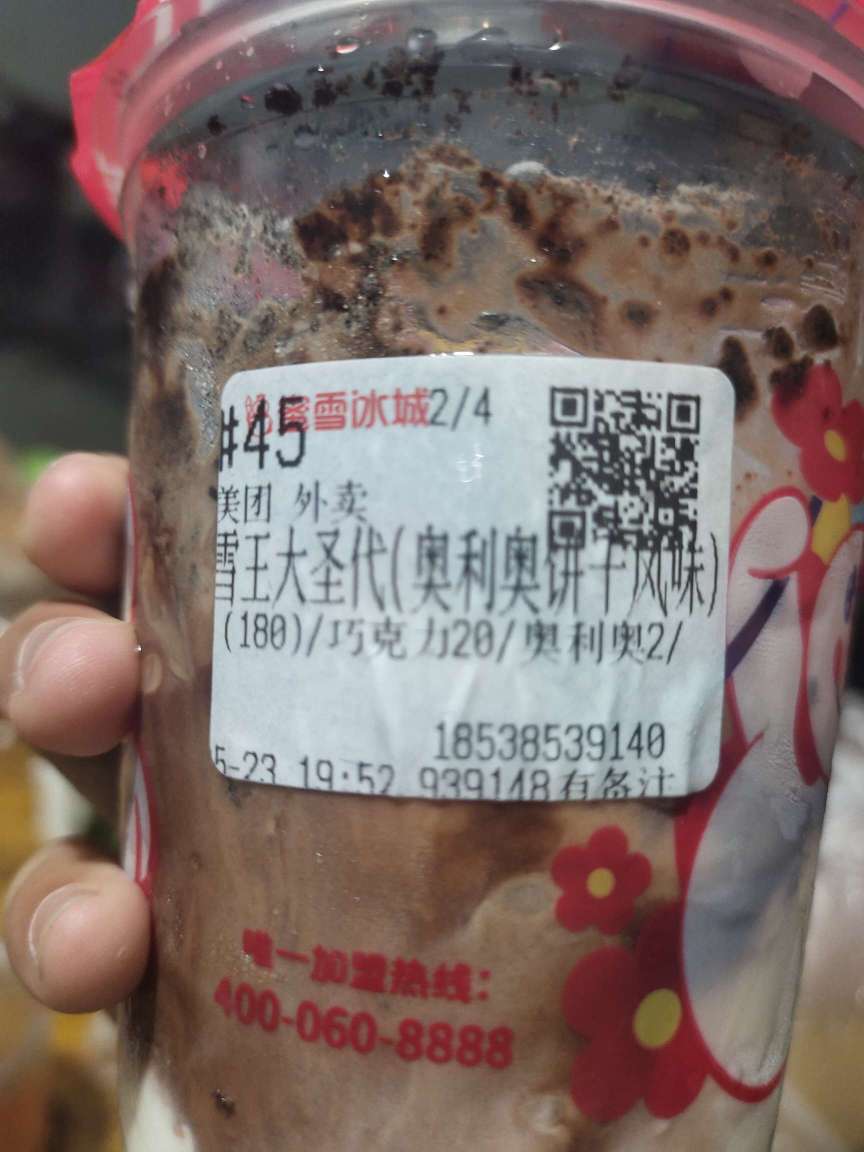 蜜雪冰城2/4
#45
美团 外卖
雪王大圣代(奥利奥饼干风味)
(180)/巧克力20/奥利奥2/
18538539140
5-23 19:52 939148有备注
唯一加盟热线:
400-060-8888